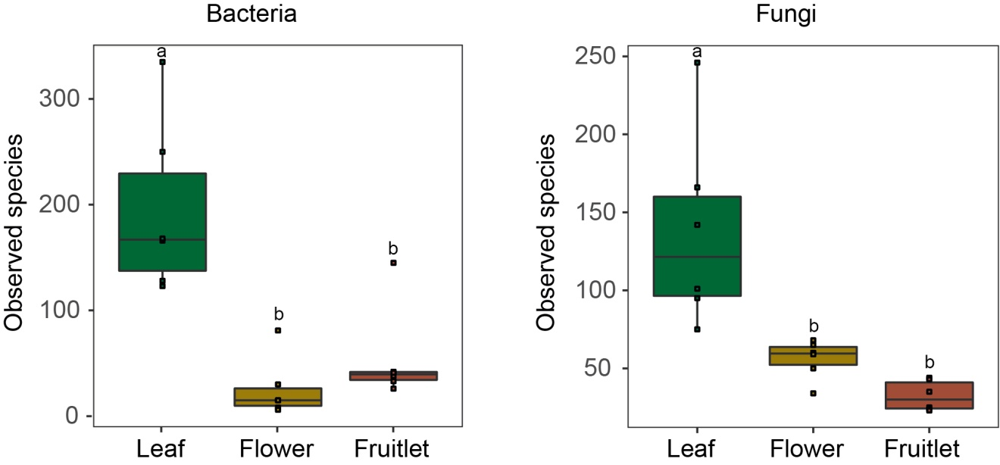 Bacteria
Observed species
300
200
100
0
a
b
b
Leaf Flower Fruitlet
Fungi
Observed species
250
200
150
100
50
a
b
b
Leaf Flower Fruitlet